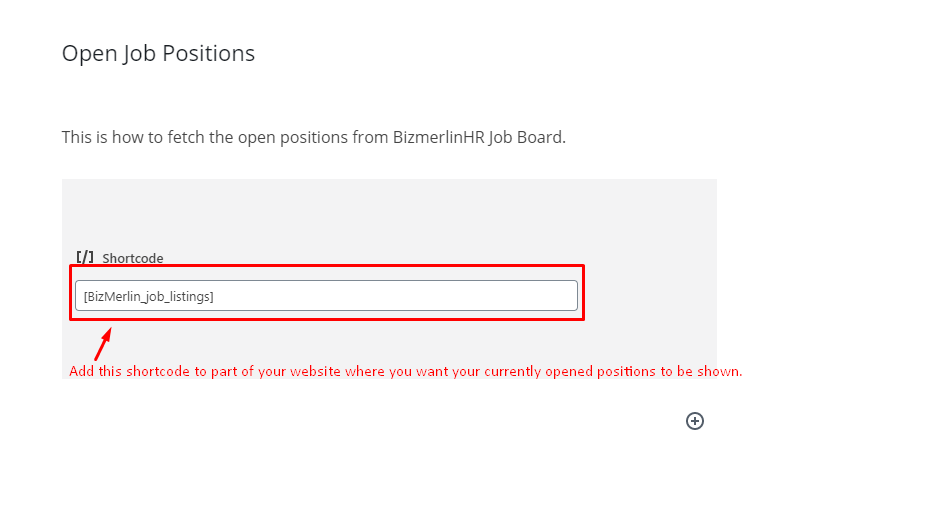 Open Job Positions
This is how to fetch the open positions from BizmerlinHR Job Board.
[/] Shortcode
[BizMerlin_job_listings]
Add this shortcode to part of your website where you want your currently opened positions to be shown.